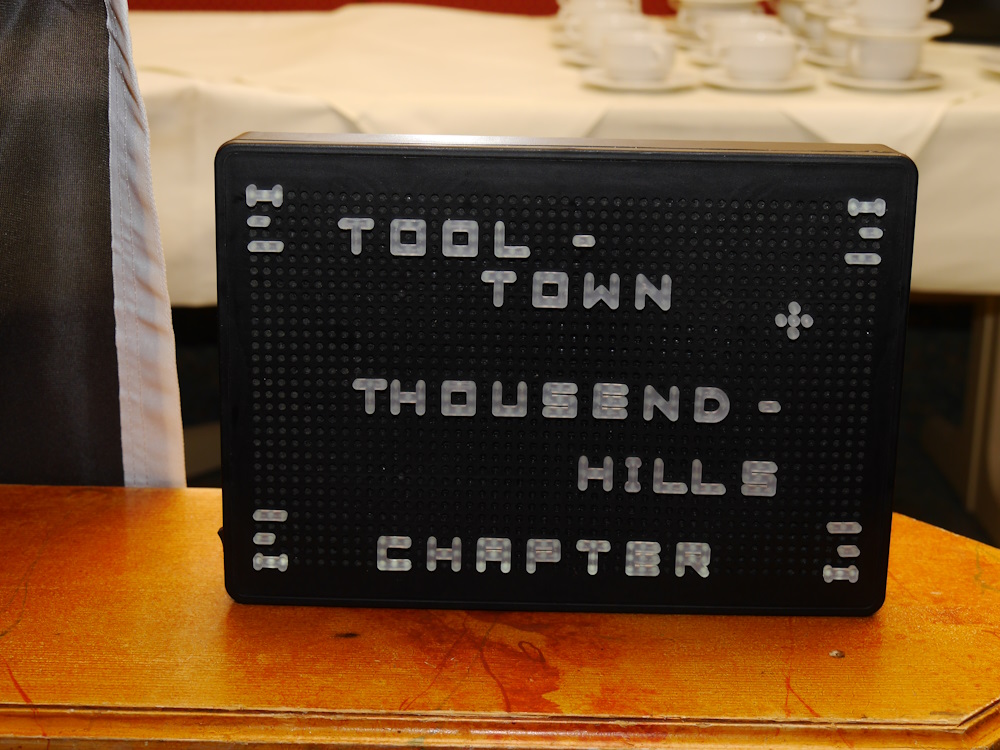 TOOL -
TOWN
THOUSEND -
HILLS
CHAPTER